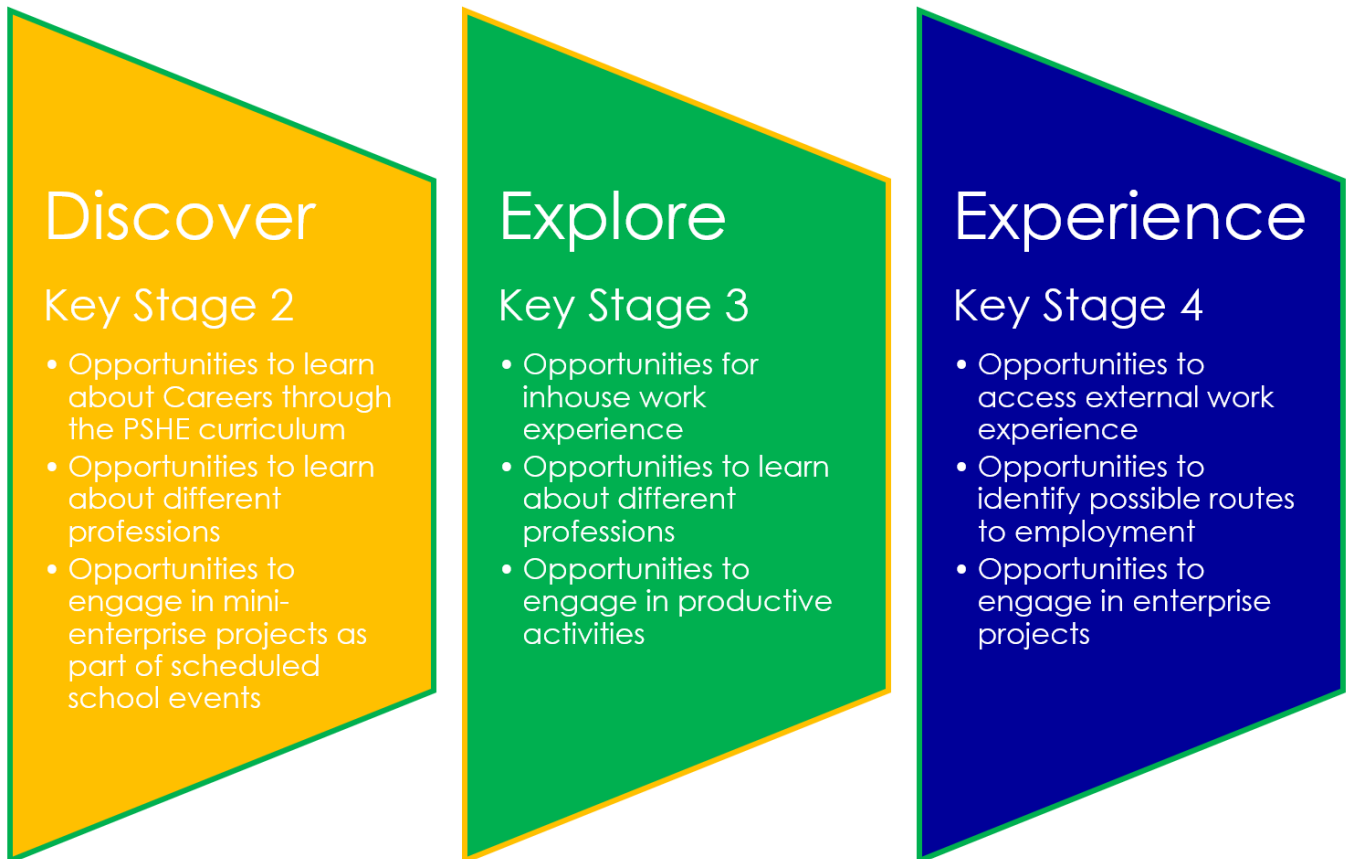 Discover
Key Stage 2
• Opportunities to learn
about Careers through
the PSHE curriculum
• Opportunities to learn
about different
professions
• Opportunities to
engage in mini-
enterprise projects as
part of scheduled
school events
Explore
Key Stage 3
• Opportunities for
inhouse work
experience
• Opportunities to learn
about different
professions
• Opportunities to
engage in productive
activities
Experience
Key Stage 4
• Opportunities to
access external work
experience
• Opportunities to
identify possible routes
to employment
• Opportunities to
engage in enterprise
projects